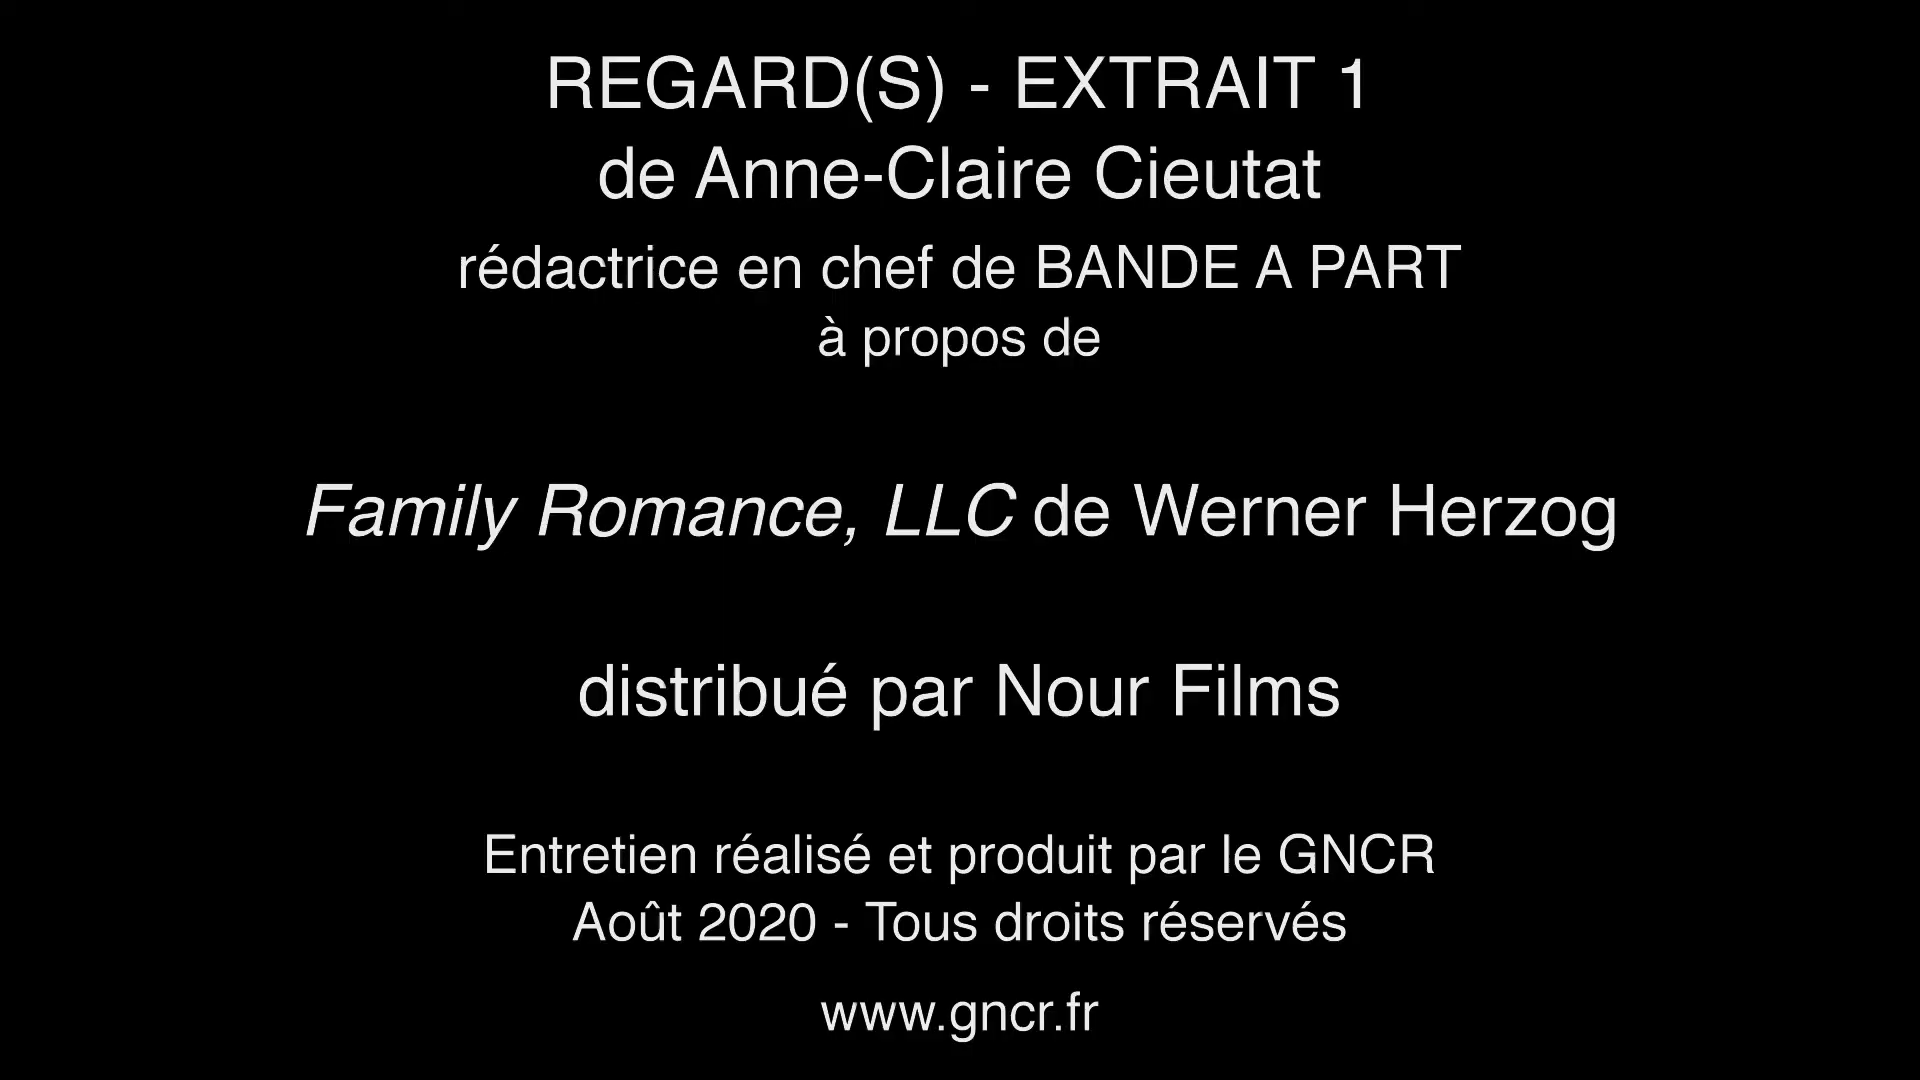 REGARD(S) - EXTRAIT 1
de Anne-Claire Cieutat
rédactrice en chef de BANDE A PART
à propos de
Family Romance, LLC de Werner Herzog
distribué par Nour Films
Entretien réalisé et produit par le GNCR
Août 2020 - Tous droits réservés
www.gncr.fr